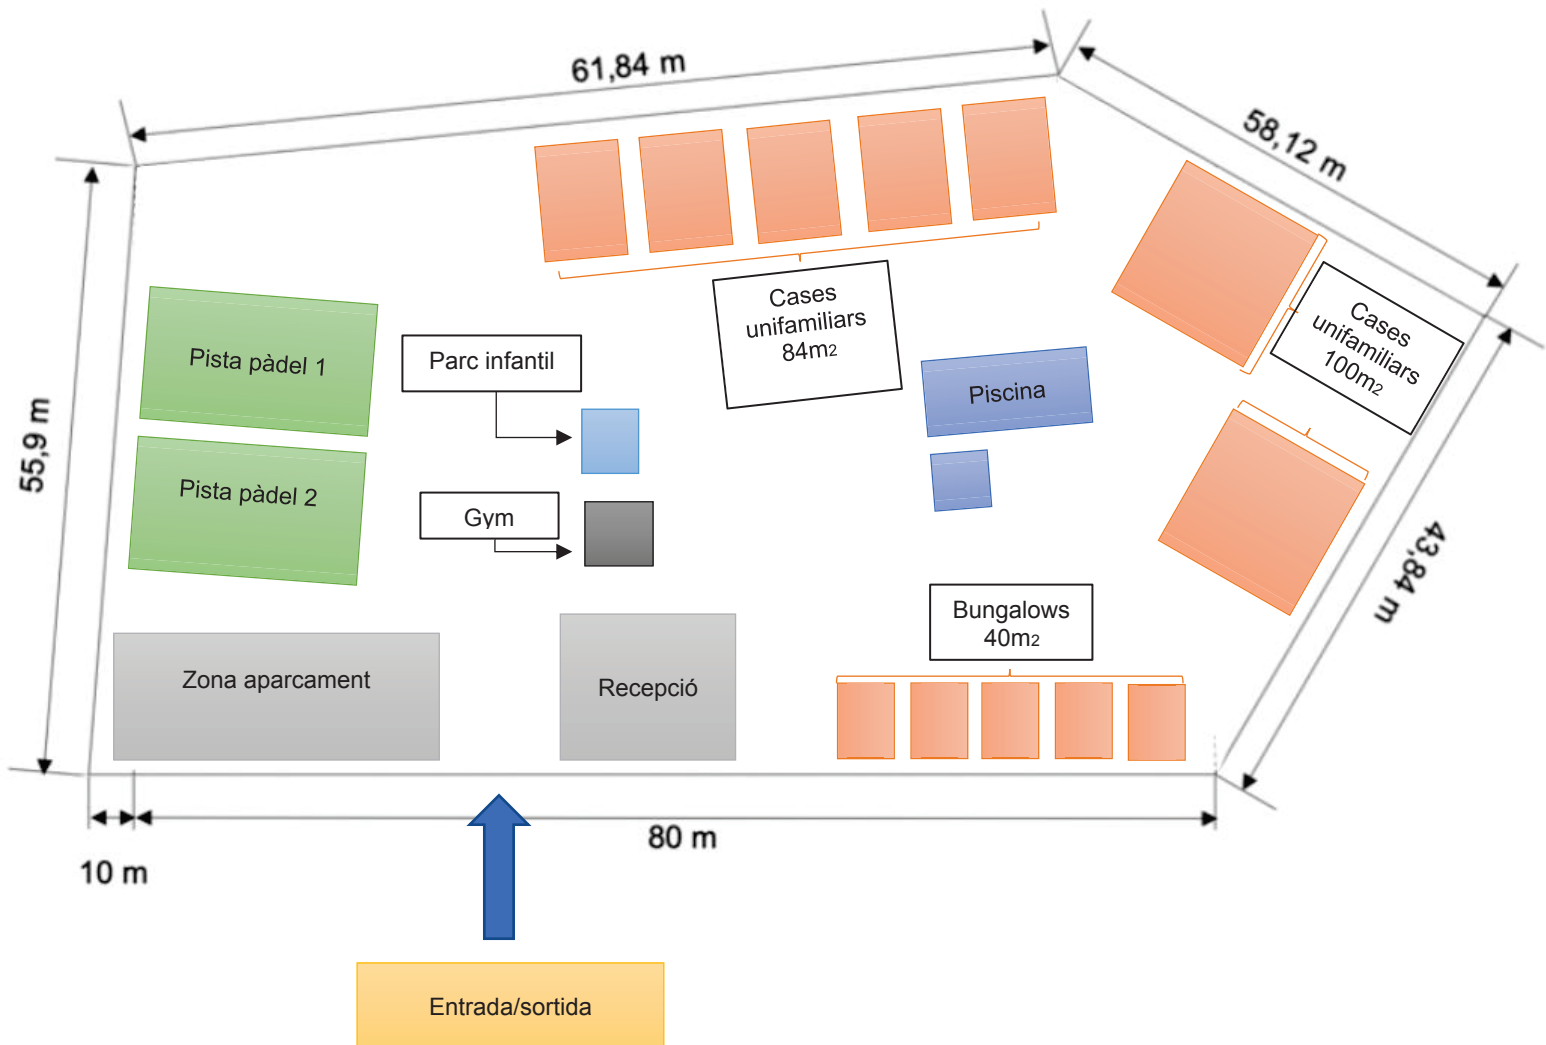 61,84 m
58,12 m
Cases
unifamiliars
84m2
Cases
unifamiliars
100m2
Pista pàdel 1
Parc infantil
Piscina
55,9 m
Pista pàdel 2
Gym
43,84 m
Bungalows
40m2
Zona aparcament
Recepció
80 m
10 m
Entrada/sortida